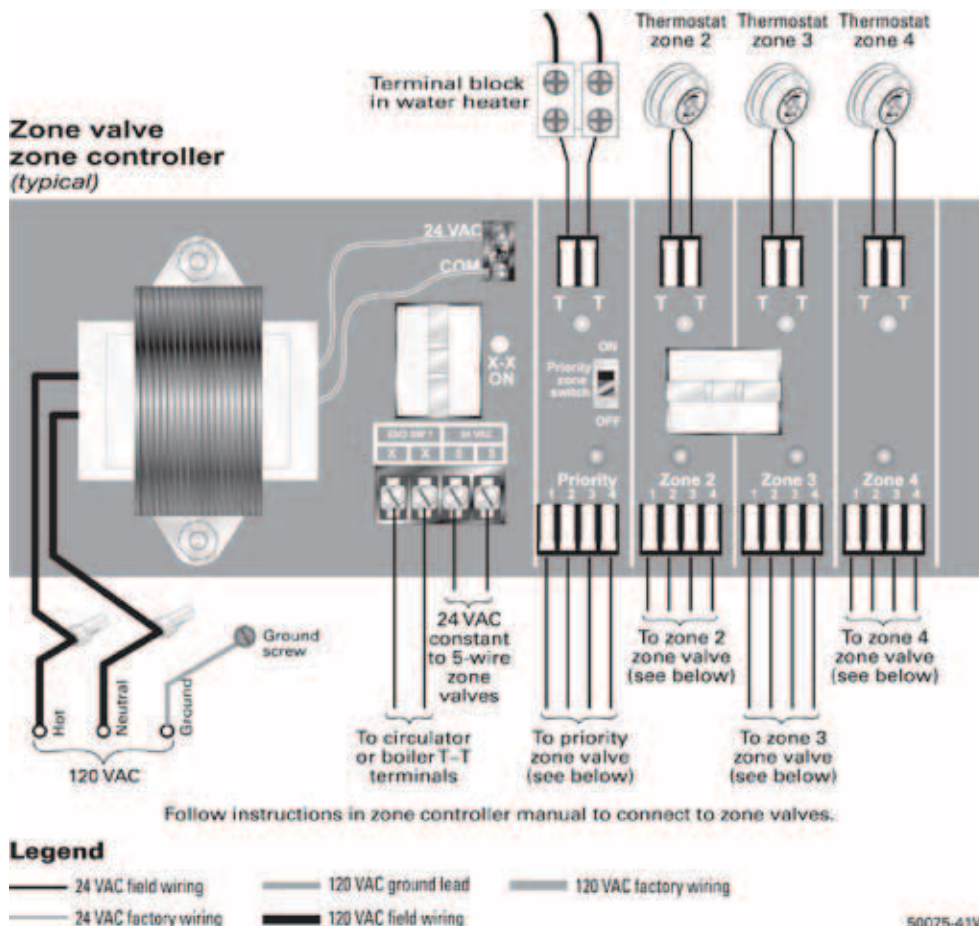 Thermostat
zone 2
Thermostat
zone 3
Thermostat
zone 4
Terminal block
in water heater
Zone valve
zone controller
(typical)
24 VAC
COM
T T
T T
T T
T T
X-X
ON
ON
Priority
zone
switch
OFF
END SW 1
24 VAC
X X
Priority
1 2 3 4
Zone 2
1 2 3 4
Zone 3
1 2 3 4
Zone 4
1 2 3 4
Ground
screw
24 VAC
constant
to 5-wire
zone
valves
To zone 2
zone valve
(see below)
To zone 4
zone valve
(see below)
Hot
Neutral
Ground
120 VAC
To circulator
or boiler T–T
terminals
To priority
zone valve
(see below)
To zone 3
zone valve
(see below)
Follow instructions in zone controller manual to connect to zone valves.
Legend
24 VAC field wiring
120 VAC ground lead
120 VAC factory wiring
24 VAC factory wiring
120 VAC field wiring